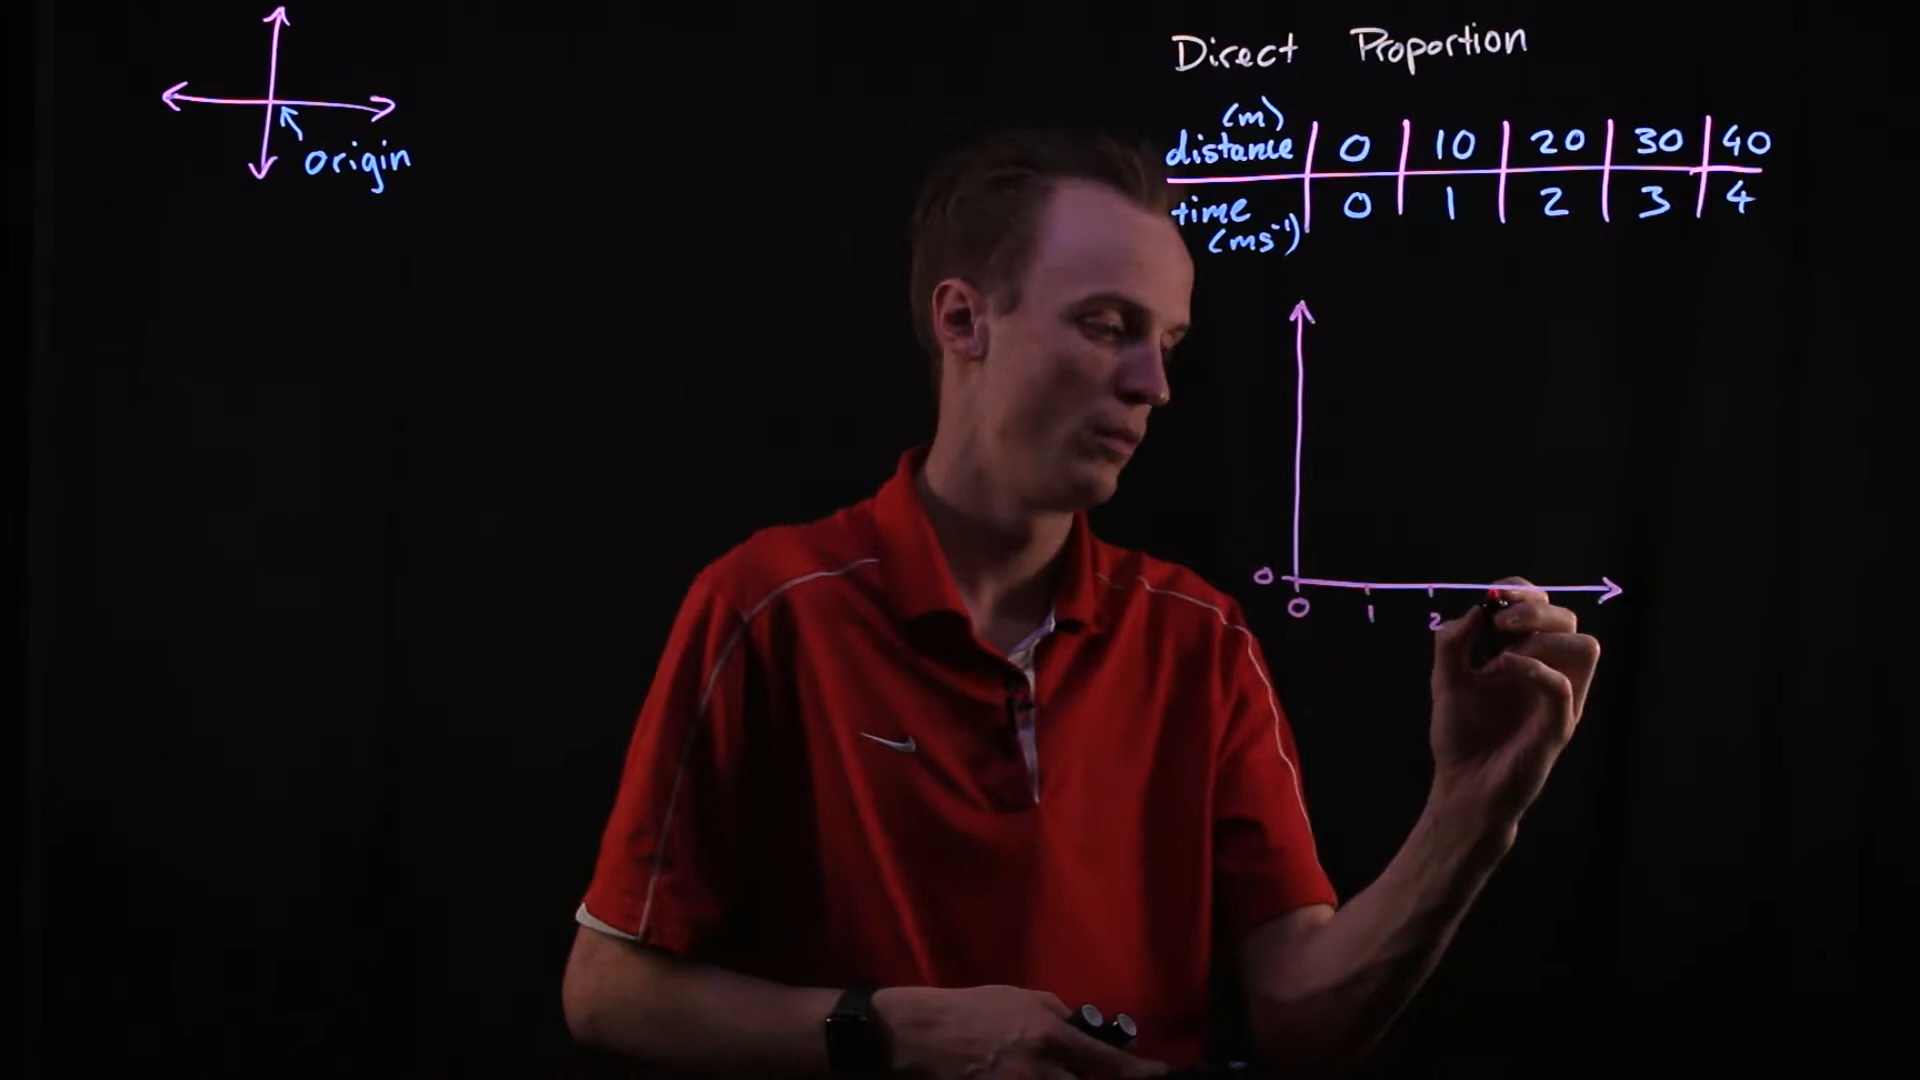 origin
Direct Proportion
(m)
distance 0 10 20 30 40
time 0 1 2 3 4
(ms⁻¹)
0
0 1 2